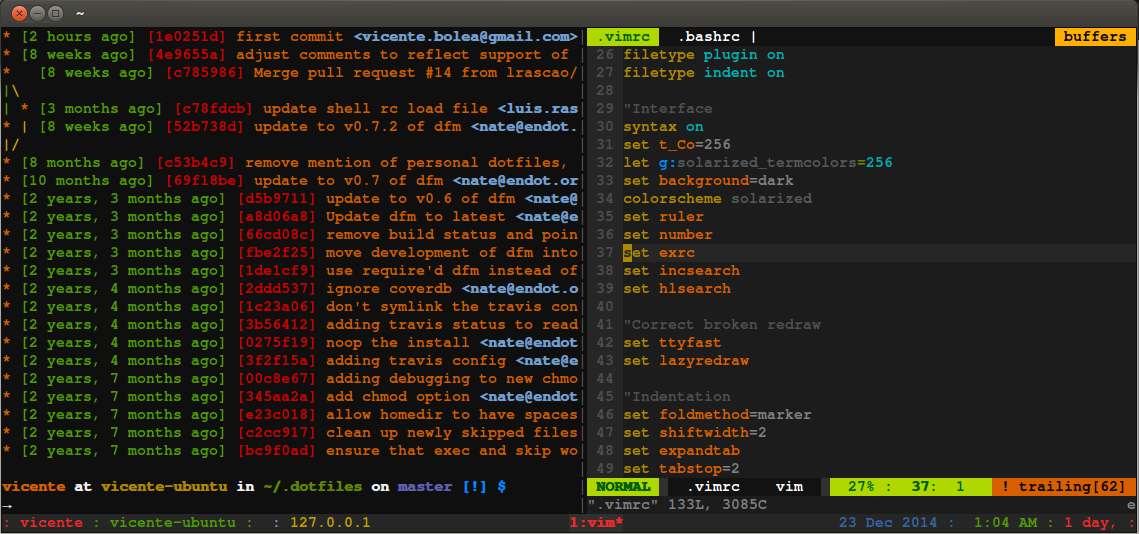 ~
* [2 hours ago] [1e0251d] first commit <vicente.bolea@gmail.com>
* [8 weeks ago] [4e9655a] adjust comments to reflect support of
*   [8 weeks ago] [c785986] Merge pull request #14 from lrascao/
|\
| * [3 months ago] [c78fdcb] update shell rc load file <luis.ras
* | [8 weeks ago] [52b738d] update to v0.7.2 of dfm <nate@endot.
|/
* [8 months ago] [c53b4c9] remove mention of personal dotfiles,
* [10 months ago] [69f18be] update to v0.7 of dfm <nate@endot.or
* [2 years, 3 months ago] [d5b9711] update to v0.6 of dfm <nate@
* [2 years, 3 months ago] [a8d06a8] Update dfm to latest <nate@e
* [2 years, 3 months ago] [66cd08c] remove build status and poin
* [2 years, 3 months ago] [fbe2f25] move development of dfm into
* [2 years, 3 months ago] [1de1cf9] use require'd dfm instead of
* [2 years, 4 months ago] [2ddd537] ignore coverdb <nate@endot.o
* [2 years, 4 months ago] [1c23a06] don't symlink the travis con
* [2 years, 4 months ago] [3b56412] adding travis status to read
* [2 years, 4 months ago] [0275f19] noop the install <nate@endot
* [2 years, 4 months ago] [3f2f15a] adding travis config <nate@e
* [2 years, 7 months ago] [00c8e67] adding debugging to new chmo
* [2 years, 7 months ago] [345aa2a] add chmod option <nate@endot
* [2 years, 7 months ago] [e23c018] allow homedir to have spaces
* [2 years, 7 months ago] [c2cc917] clean up newly skipped files
* [2 years, 7 months ago] [bc9f0ad] ensure that exec and skip wo
vicente at vicente-ubuntu in ~/.dotfiles on master [!] $
→
.vimrc  .bashrc |  buffers
26 filetype plugin on
27 filetype indent on
28
29 "Interface
30 syntax on
31 set t_Co=256
32 let g:solarized_termcolors=256
33 set background=dark
34 colorscheme solarized
35 set ruler
36 set number
37 set exrc
38 set incsearch
39 set hlsearch
40
41 "Correct broken redraw
42 set ttyfast
43 set lazyredraw
44
45 "Indentation
46 set foldmethod=marker
47 set shiftwidth=2
48 set expandtab
49 set tabstop=2
NORMAL  .vimrc  vim  27% :  37:  1  ! trailing[62]
".vimrc" 133L, 3085C  e
: vicente : vicente-ubuntu :  : 127.0.0.1  1:vim*  23 Dec 2014 :  1:04 AM : 1 day, :